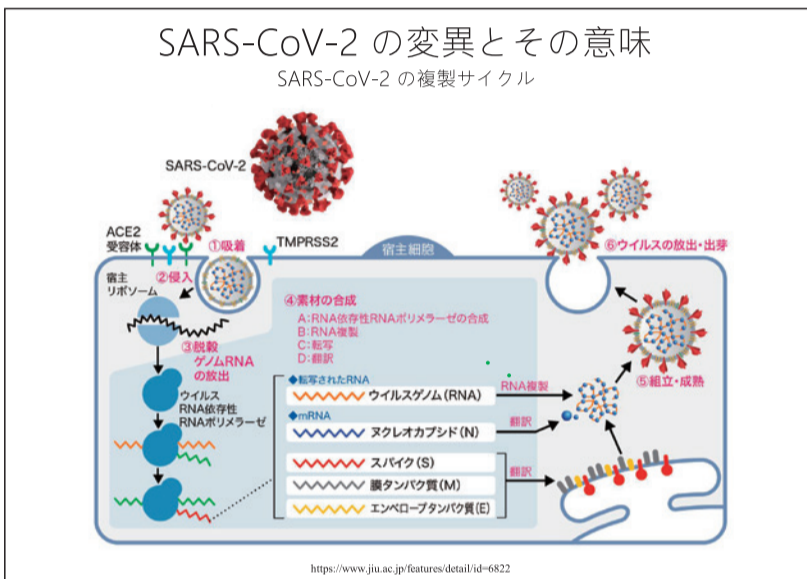 SARS-CoV-2 の変異とその意味
SARS-CoV-2 の複製サイクル
SARS-CoV-2
ACE2
受容体
①吸着
TMPRSS2
宿主細胞
⑥ウイルスの放出・出芽
②侵入
宿主
リボソーム
④素材の合成
A:RNA依存性RNAポリメラーゼの合成
B:RNA複製
C:転写
D:翻訳
③脱殻
ゲノムRNA
の放出
⑤組立・成熟
◆転写されたRNA
ウイルスゲノム(RNA)
RNA複製
ウイルス
RNA依存性
RNAポリメラーゼ
◆mRNA
ヌクレオカプシド(N)
翻訳
スパイク(S)
膜タンパク質(M)
エンベロープタンパク質(E)
翻訳
https://www.jiu.ac.jp/features/detail/id=6822